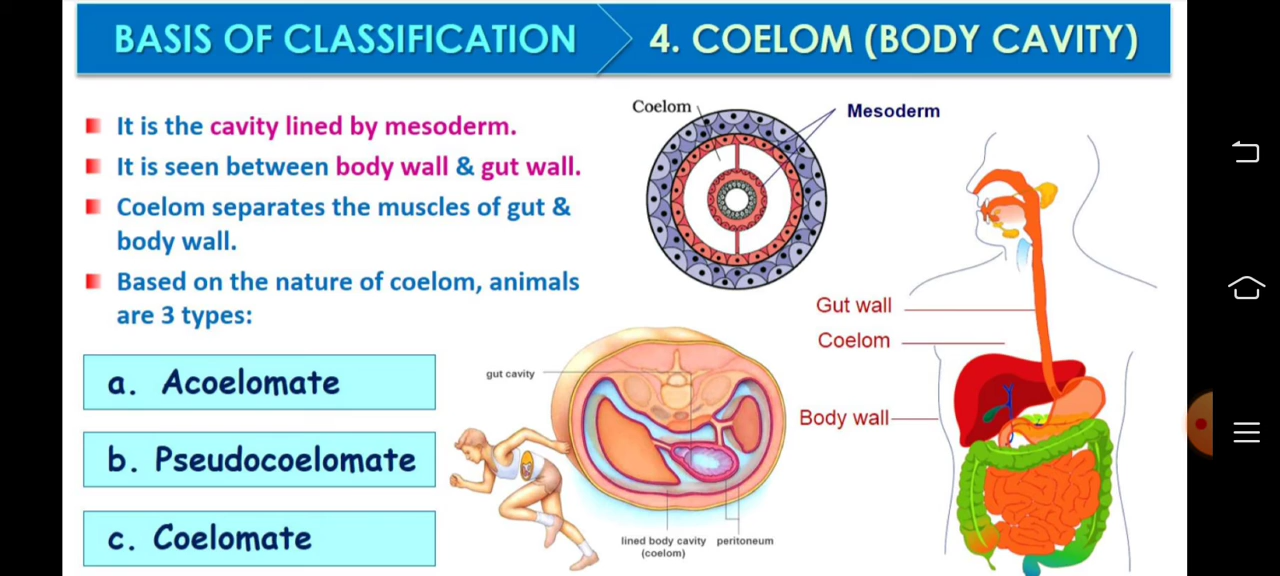 BASIS OF CLASSIFICATION
4. COELOM (BODY CAVITY)
It is the cavity lined by mesoderm.
It is seen between body wall & gut wall.
Coelom separates the muscles of gut &
body wall.
Based on the nature of coelom, animals
are 3 types:
a. Acoelomate
b. Pseudocoelomate
c. Coelomate
Coelom
Mesoderm
gut cavity
lined body cavity
(coelom)
peritoneum
Gut wall
Coelom
Body wall